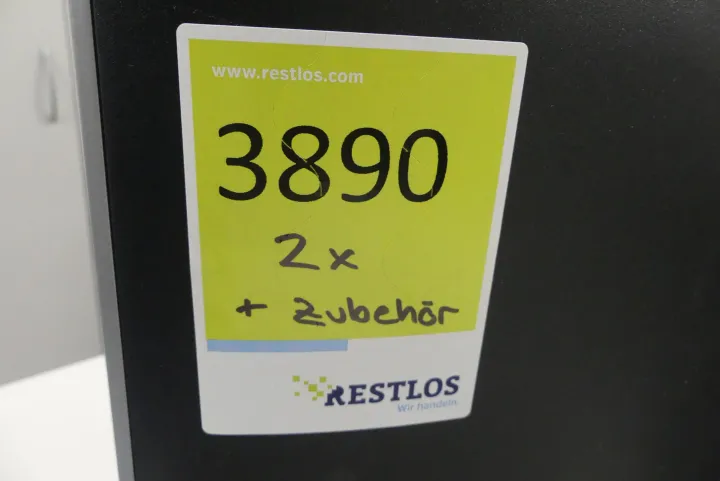 www.restlos.com
3890
2x
+ Zubehör
RESTLOS
Wir handeln.